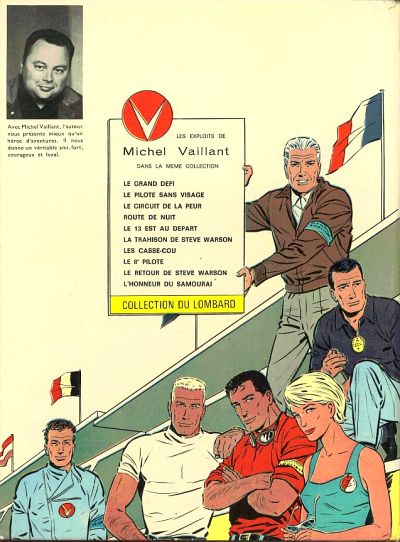 Avec Michel Vaillant, l'auteur
nous présente mieux qu'un
héros d'aventures. Il nous
donne un véritable ami, fort,
courageux et loyal.
V
LES EXPLOITS DE
Michel Vaillant
DANS LA MEME COLLECTION
LE GRAND DEFI
LE PILOTE SANS VISAGE
LE CIRCUIT DE LA PEUR
ROUTE DE NUIT
LE 13 EST AU DEPART
LA TRAHISON DE STEVE WARSON
LES CASSE-COU
LE 8e PILOTE
LE RETOUR DE STEVE WARSON
L'HONNEUR DU SAMOURAI
COLLECTION DU LOMBARD
V